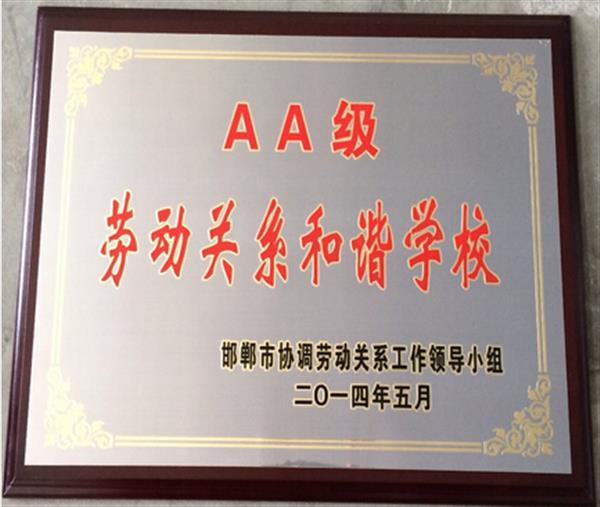 AA级
劳动关系和谐学校
邯郸市协调劳动关系工作领导小组
二〇一四年五月